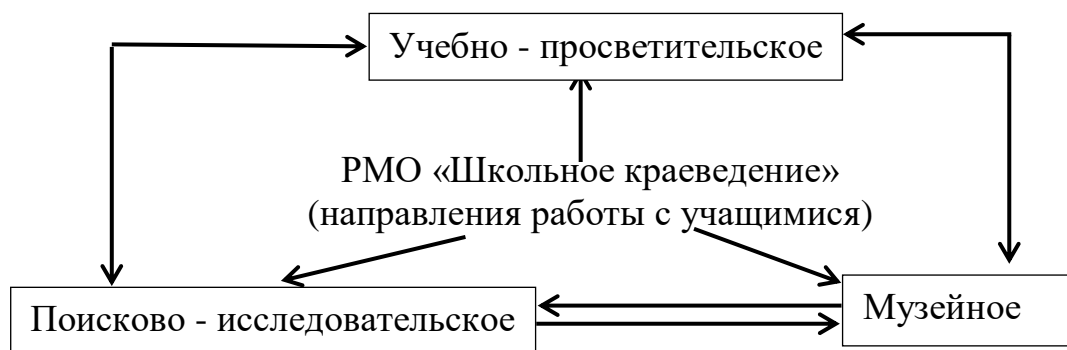 Учебно - просветительское
РМО «Школьное краеведение»
(направления работы с учащимися)
Поисково - исследовательское
Музейное